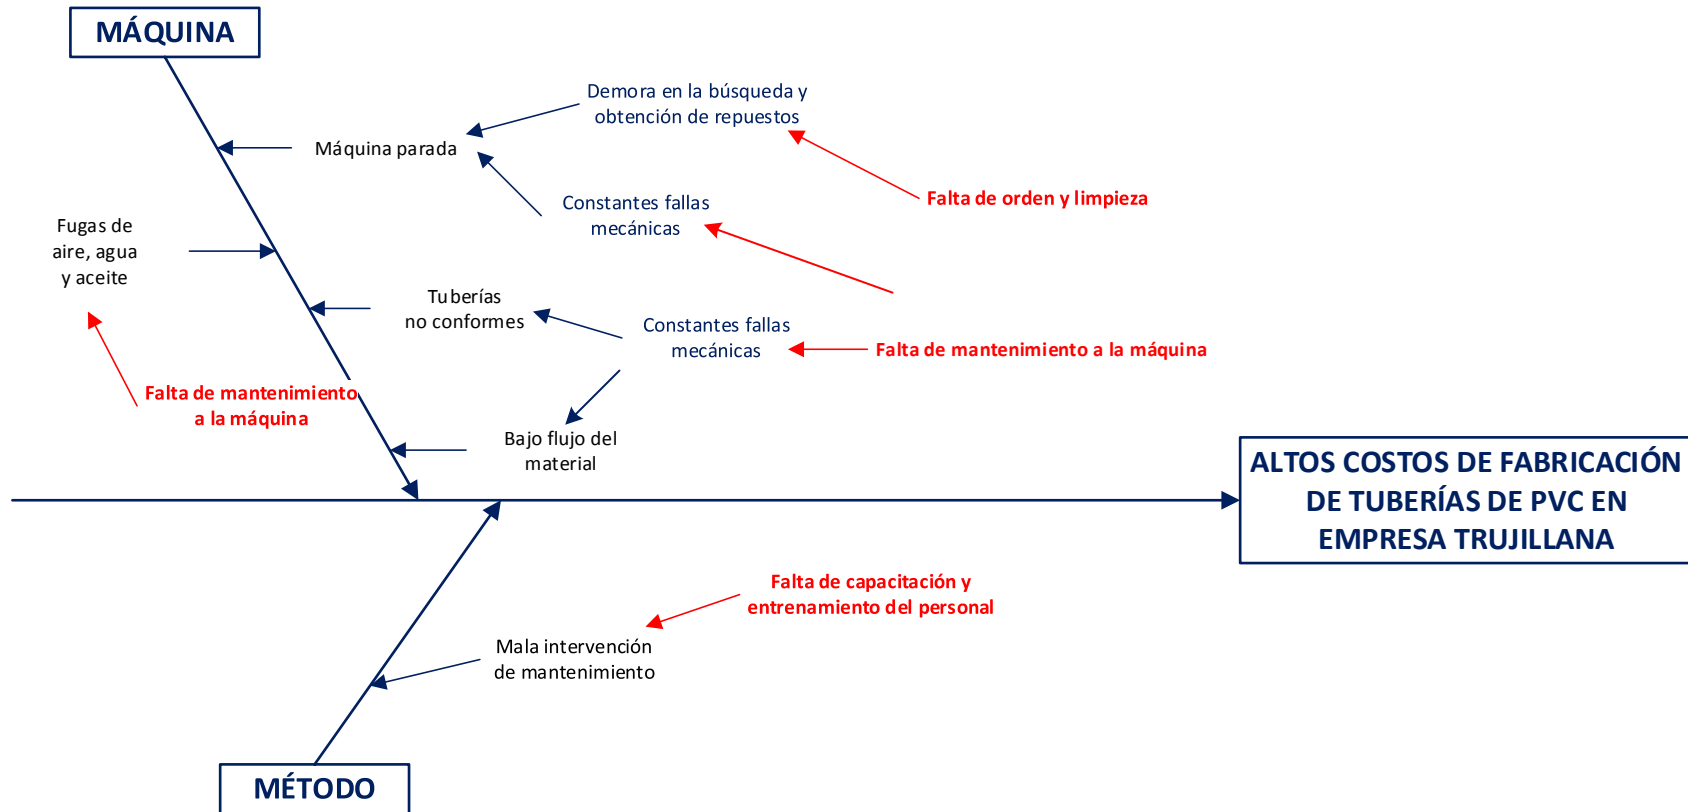 MÁQUINA
Demora en la búsqueda y
obtención de repuestos
Máquina parada
Falta de orden y limpieza
Constantes fallas
mecánicas
Fugas de
aire, agua
y aceite
Tuberías
no conformes
Constantes fallas
mecánicas
Falta de mantenimiento a la máquina
Falta de mantenimiento
a la máquina
Bajo flujo del
material
ALTOS COSTOS DE FABRICACIÓN
DE TUBERÍAS DE PVC EN
EMPRESA TRUJILLANA
Falta de capacitación y
entrenamiento del personal
Mala intervención
de mantenimiento
MÉTODO